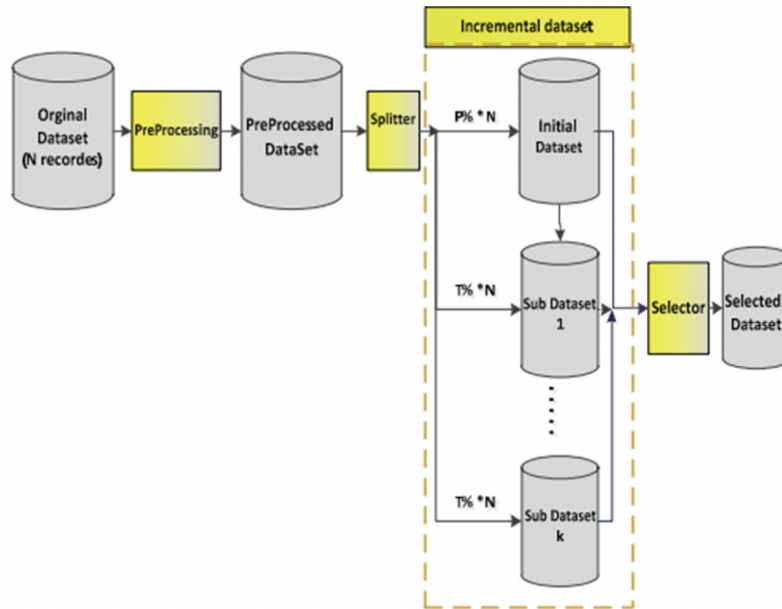 Incremental dataset
Orginal
Dataset
(N recordes)
PreProcessing
PreProcessed
DataSet
Splitter
P% *N
Initial
Dataset
T% *N
Sub Dataset
1
Selector
Selected
Dataset
T% *N
Sub Dataset
k